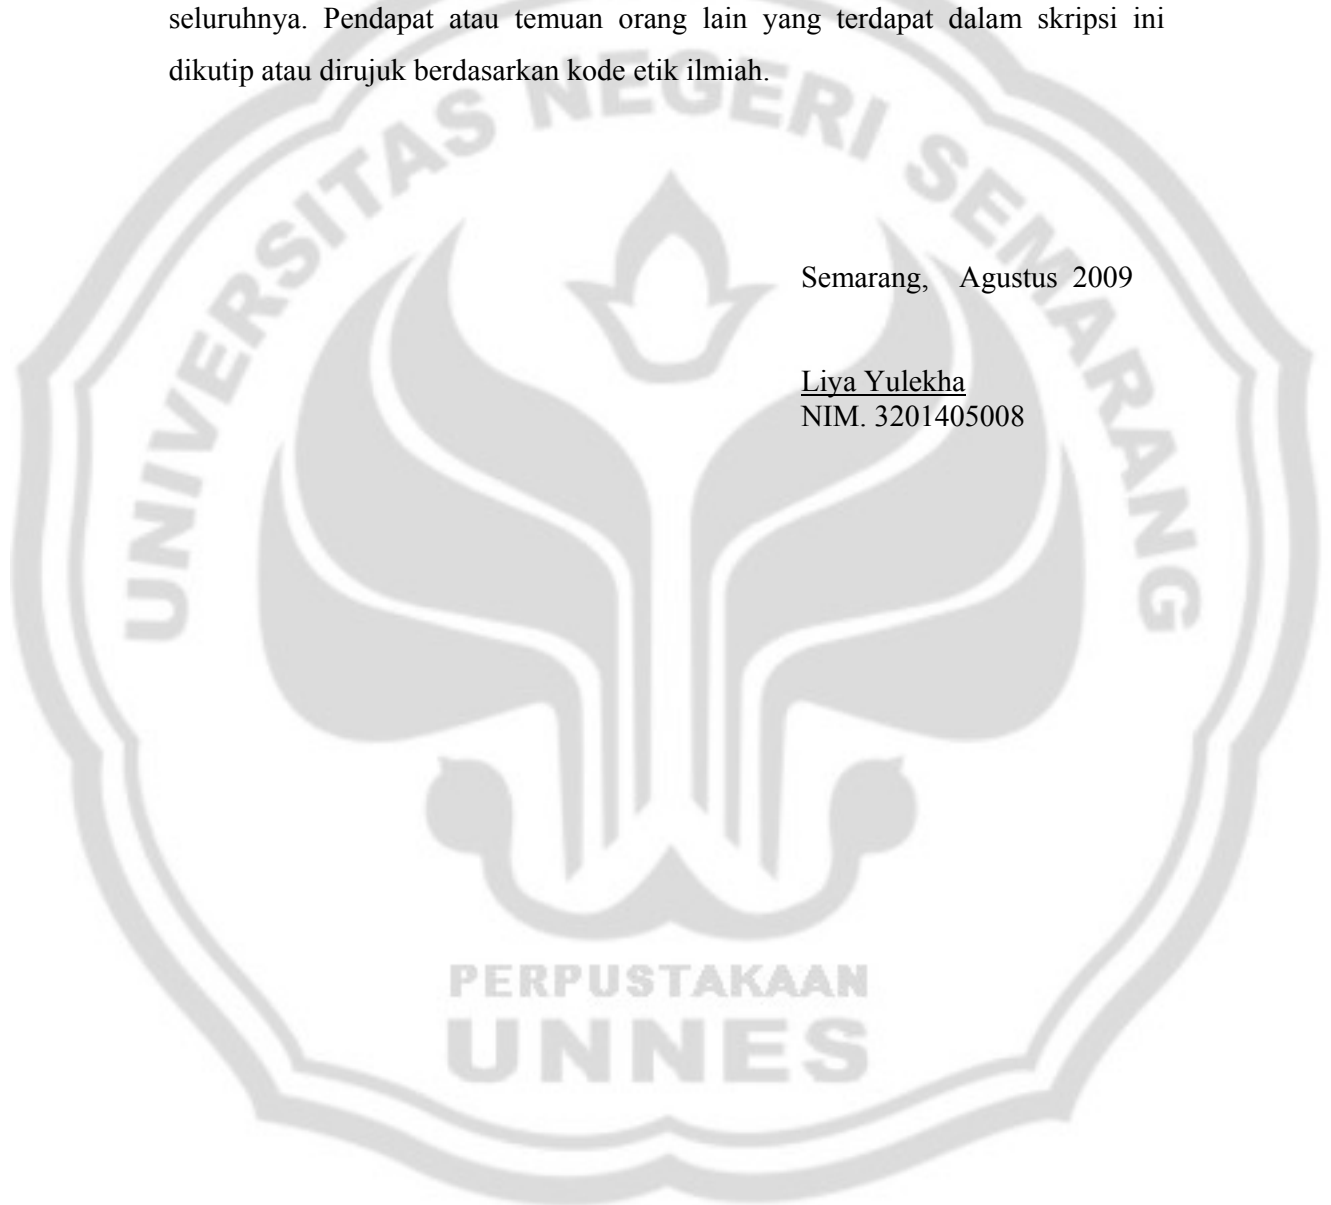 seluruhnya. Pendapat atau temuan orang lain yang terdapat dalam skripsi ini
dikutip atau dirujuk berdasarkan kode etik ilmiah.
UNIVERSITAS NEGERI SEMARANG
Semarang, Agustus 2009
Liya Yulekha
NIM. 3201405008
PERPUSTAKAAN
UNNES